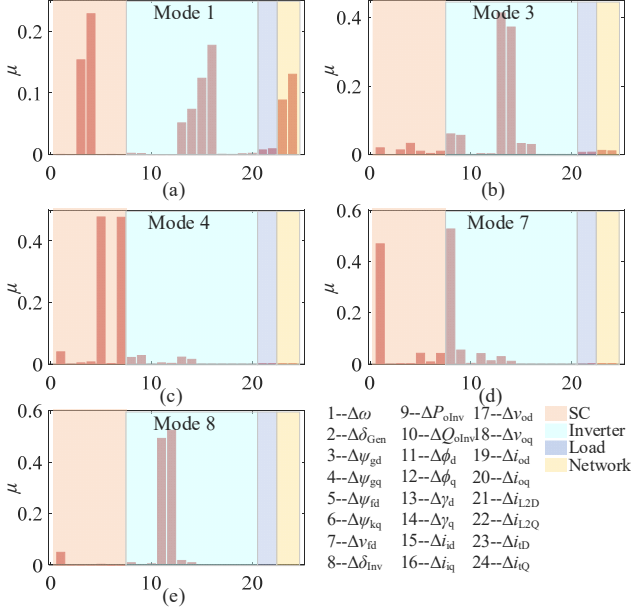 Mode 1
0.2
0.1
0
μ
0 10 20
(a)
Mode 3
0.4
0.2
0
μ
0 10 20
(b)
Mode 4
0.4
0.2
0
μ
0 10 20
(c)
Mode 7
0.6
0.4
0.2
0
μ
0 10 20
(d)
Mode 8
0.6
0.4
0.2
0
μ
0 10 20
(e)
1--Δω 9--ΔP_oInv 17--Δv_od
2--Δδ_Gen 10--ΔQ_oInv 18--Δv_oq
3--Δψ_gd 11--Δϕ_d 19--Δi_od
4--Δψ_gq 12--Δϕ_q 20--Δi_oq
5--Δψ_fd 13--Δγ_d 21--Δi_L2D
6--Δψ_kq 14--Δγ_q 22--Δi_L2Q
7--Δv_fd 15--Δi_id 23--Δi_tD
8--Δδ_Inv 16--Δi_iq 24--Δi_tQ
SC
Inverter
Load
Network